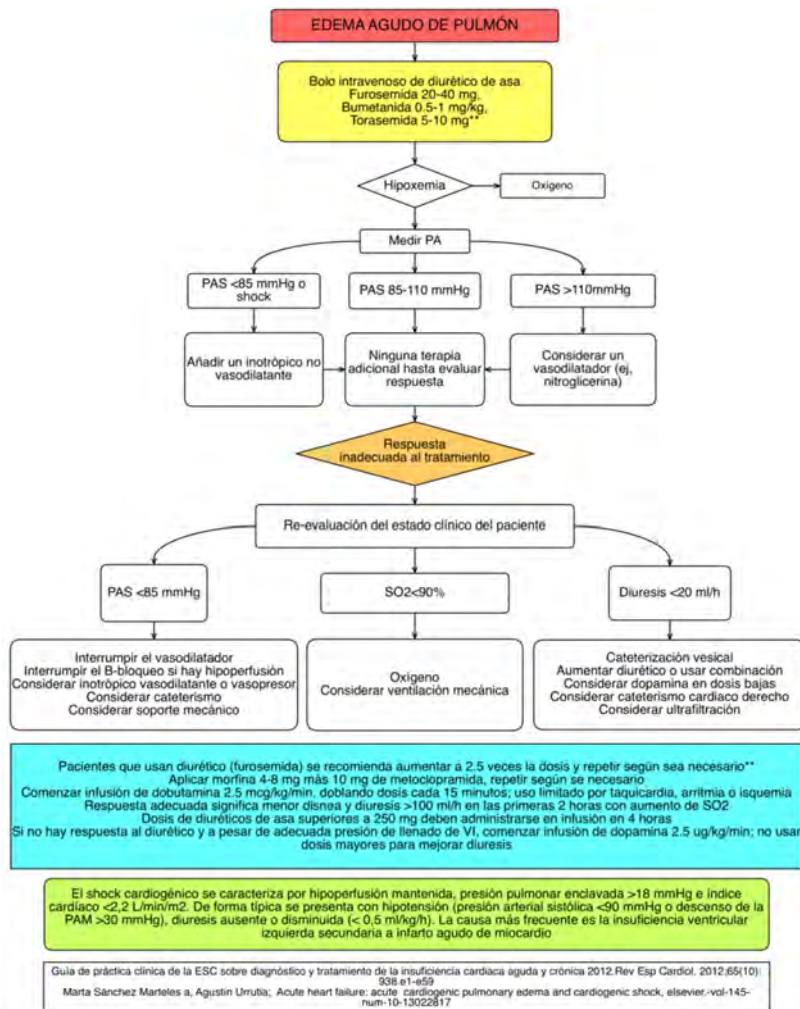 EDEMA AGUDO DE PULMÓN
Bolo intravenoso de diurético de asa
Furosemida 20-40 mg,
Bumetanida 0.5-1 mg/kg,
Torasemida 5-10 mg**
Hipoxemia
Oxigeno
Medir PA
PAS <85 mmHg o
shock
PAS 85-110 mmHg
PAS >110mmHg
Añadir un inotrópico no
vasodilatante
Ninguna terapia
adicional hasta evaluar
respuesta
Considerar un
vasodilatador (ej,
nitroglicerina)
Respuesta
inadecuada al tratamiento
Re-evaluación del estado clínico del paciente
PAS <85 mmHg
SO2<90%
Diuresis <20 ml/h
Interrumpir el vasodilatador
Interrumpir el B-bloqueo si hay hipoperfusión
Considerar inotrópico vasodilatante o vasopresor
Considerar cateterismo
Considerar soporte mecánico
Oxígeno
Considerar ventilación mecánica
Cateterización vesical
Aumentar diurético o usar combinación
Considerar dopamina en dosis bajas
Considerar cateterismo cardiaco derecho
Considerar ultrafiltración
Pacientes que usan diurético (furosemida) se recomienda aumentar a 2.5 veces la dosis y repetir según sea necesario**
Aplicar morfina 4-8 mg más 10 mg de metoclopramida, repetir según se necesario
Comenzar infusión de dobutamina 2.5 mcg/kg/min, doblando dosis cada 15 minutos; uso limitado por taquicardia, arritmia o isquemia
Respuesta adecuada significa menor disnea y diuresis >100 ml/h en las primeras 2 horas con aumento de SO2
Dosis de diuréticos de asa superiores a 250 mg deben administrarse en infusión en 4 horas
Si no hay respuesta al diurético y a pesar de adecuada presión de llenado de VI, comenzar infusión de dopamina 2.5 ug/kg/min; no usar
dosis mayores para mejorar diuresis
El shock cardiogénico se caracteriza por hipoperfusión mantenida, presión pulmonar enclavada >18 mmHg e índice
cardíaco <2,2 L/min/m2. De forma típica se presenta con hipotensión (presión arterial sistólica <90 mmHg o descenso de la
PAM >30 mmHg), diuresis ausente o disminuida (< 0,5 ml/kg/h). La causa más frecuente es la insuficiencia ventricular
izquierda secundaria a infarto agudo de miocardio
Guía de práctica clínica de la ESC sobre diagnóstico y tratamiento de la insuficiencia cardiaca aguda y crónica 2012.Rev Esp Cardiol. 2012;65(10):
938.e1-e59
Marta Sánchez Marteles a, Agustin Urrutia; Acute heart failure: acute cardiogenic pulmonary edema and cardiogenic shock, elsevier.-vol-145-
num-10-13022817